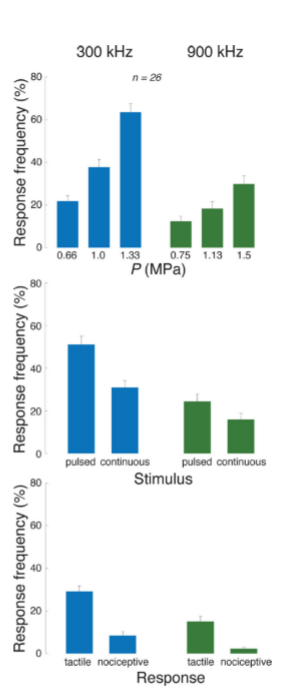 300 kHz 900 kHz
n = 26
Response frequency (%)
80
60
40
20
0
0.66 1.0 1.33 0.75 1.13 1.5
P (MPa)
Response frequency (%)
80
60
40
20
0
pulsed continuous pulsed continuous
Stimulus
Response frequency (%)
80
60
40
20
0
tactile nociceptive tactile nociceptive
Response